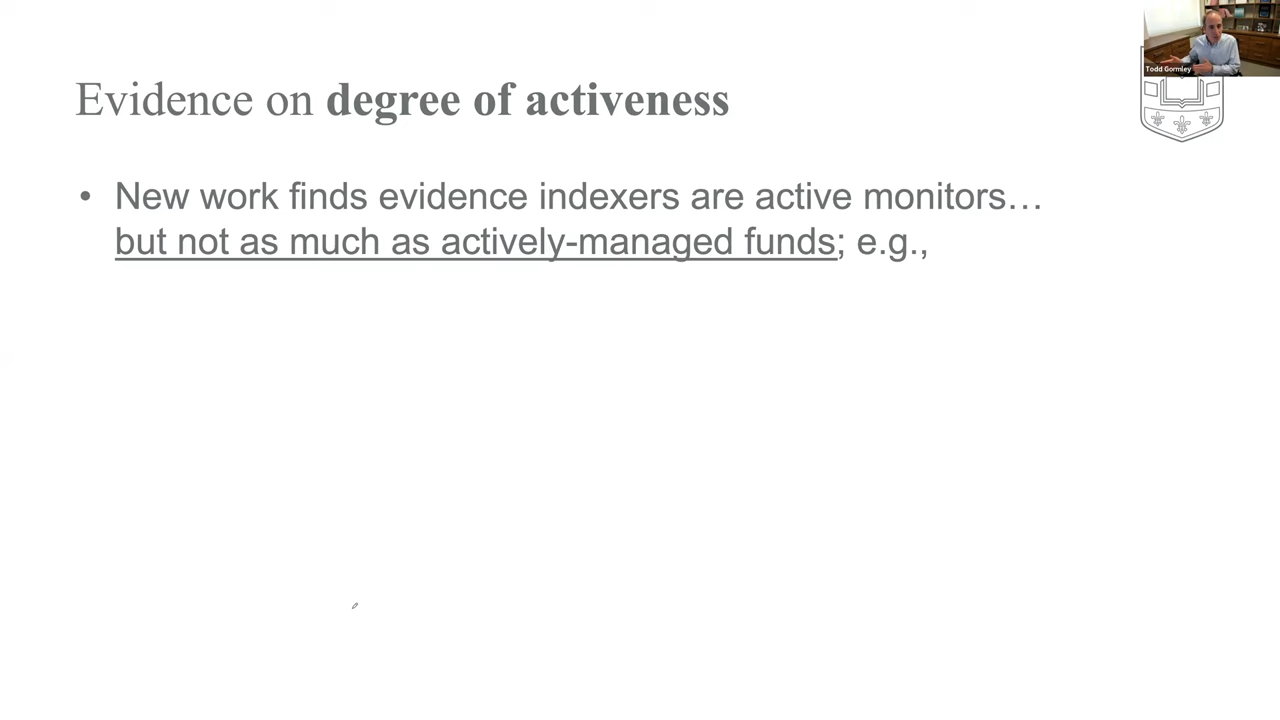 Todd Gormley
Evidence on degree of activeness
• New work finds evidence indexers are active monitors…
but not as much as actively-managed funds; e.g.,